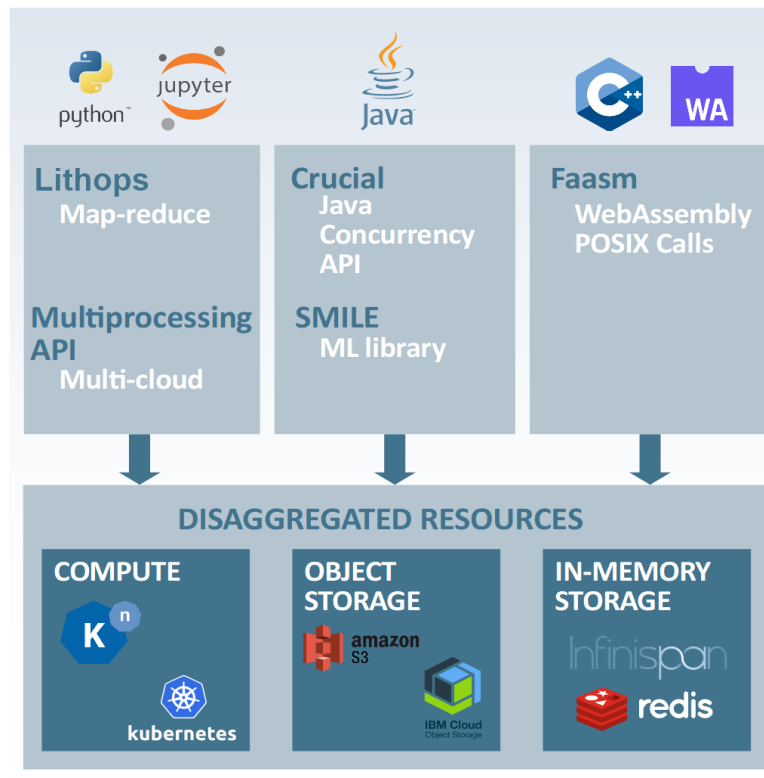 python™
jupyter
Java
C++
WA
Lithops
Map-reduce
Multiprocessing
API
Multi-cloud
Crucial
Java
Concurrency
API
SMILE
ML library
Faasm
WebAssembly
POSIX Calls
DISAGGREGATED RESOURCES
COMPUTE
K
n
kubernetes
OBJECT
STORAGE
amazon
S3
IBM Cloud
Object Storage
IN-MEMORY
STORAGE
Infinispan
redis